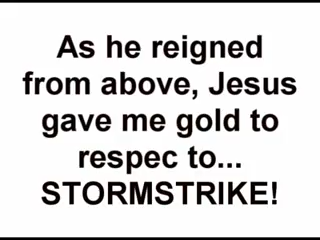 As he reigned
from above, Jesus
gave me gold to
respec to...
STORMSTRIKE!